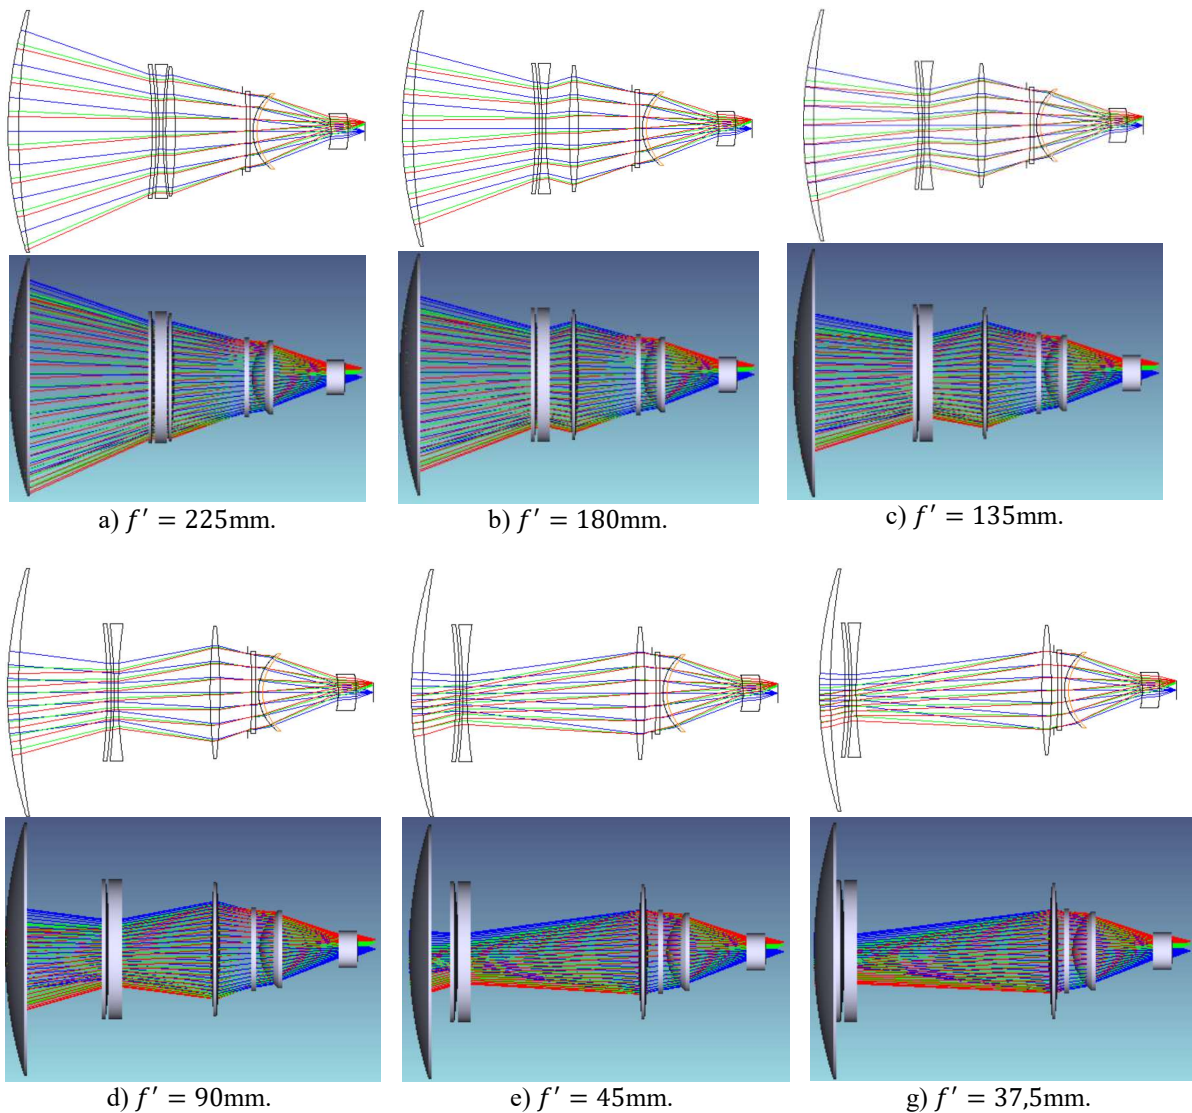 a) f′ = 225mm.
b) f′ = 180mm.
c) f′ = 135mm.
d) f′ = 90mm.
e) f′ = 45mm.
g) f′ = 37,5mm.